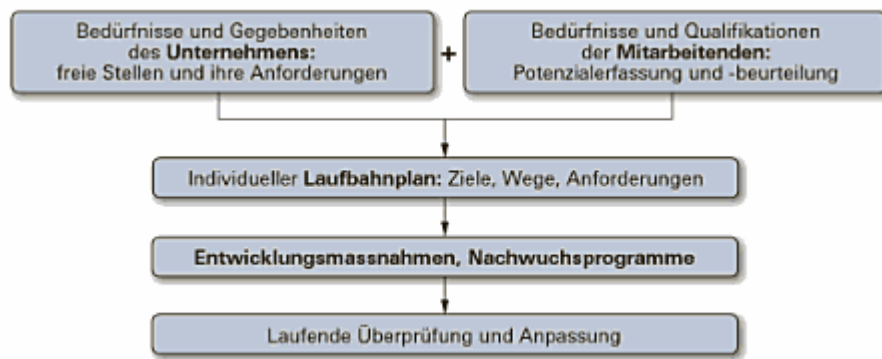 Bedürfnisse und Gegebenheiten
des Unternehmens:
freie Stellen und ihre Anforderungen
+
Bedürfnisse und Qualifikationen
der Mitarbeitenden:
Potenzialerfassung und -beurteilung
Individueller Laufbahnplan: Ziele, Wege, Anforderungen
Entwicklungsmassnahmen, Nachwuchsprogramme
Laufende Überprüfung und Anpassung